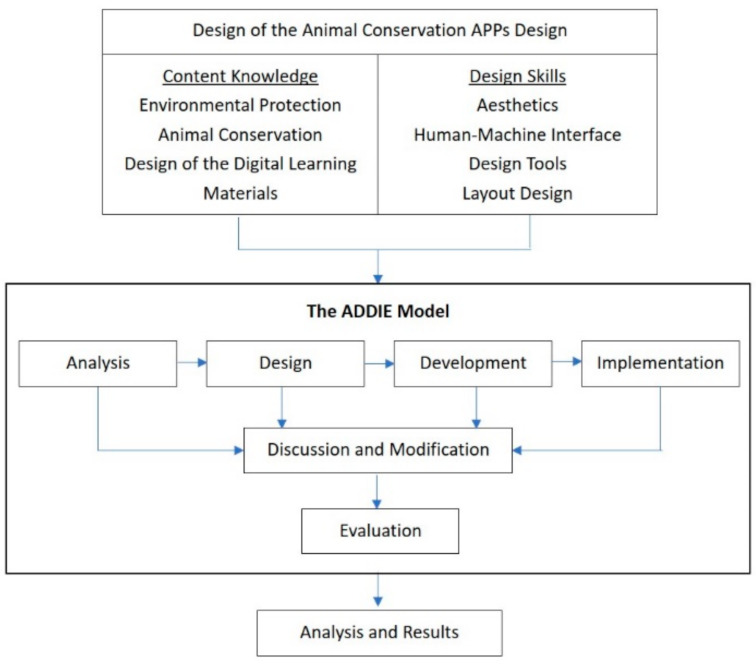 Design of the Animal Conservation APPs Design
Content Knowledge
Environmental Protection
Animal Conservation
Design of the Digital Learning
Materials
Design Skills
Aesthetics
Human-Machine Interface
Design Tools
Layout Design
The ADDIE Model
Analysis
Design
Development
Implementation
Discussion and Modification
Evaluation
Analysis and Results